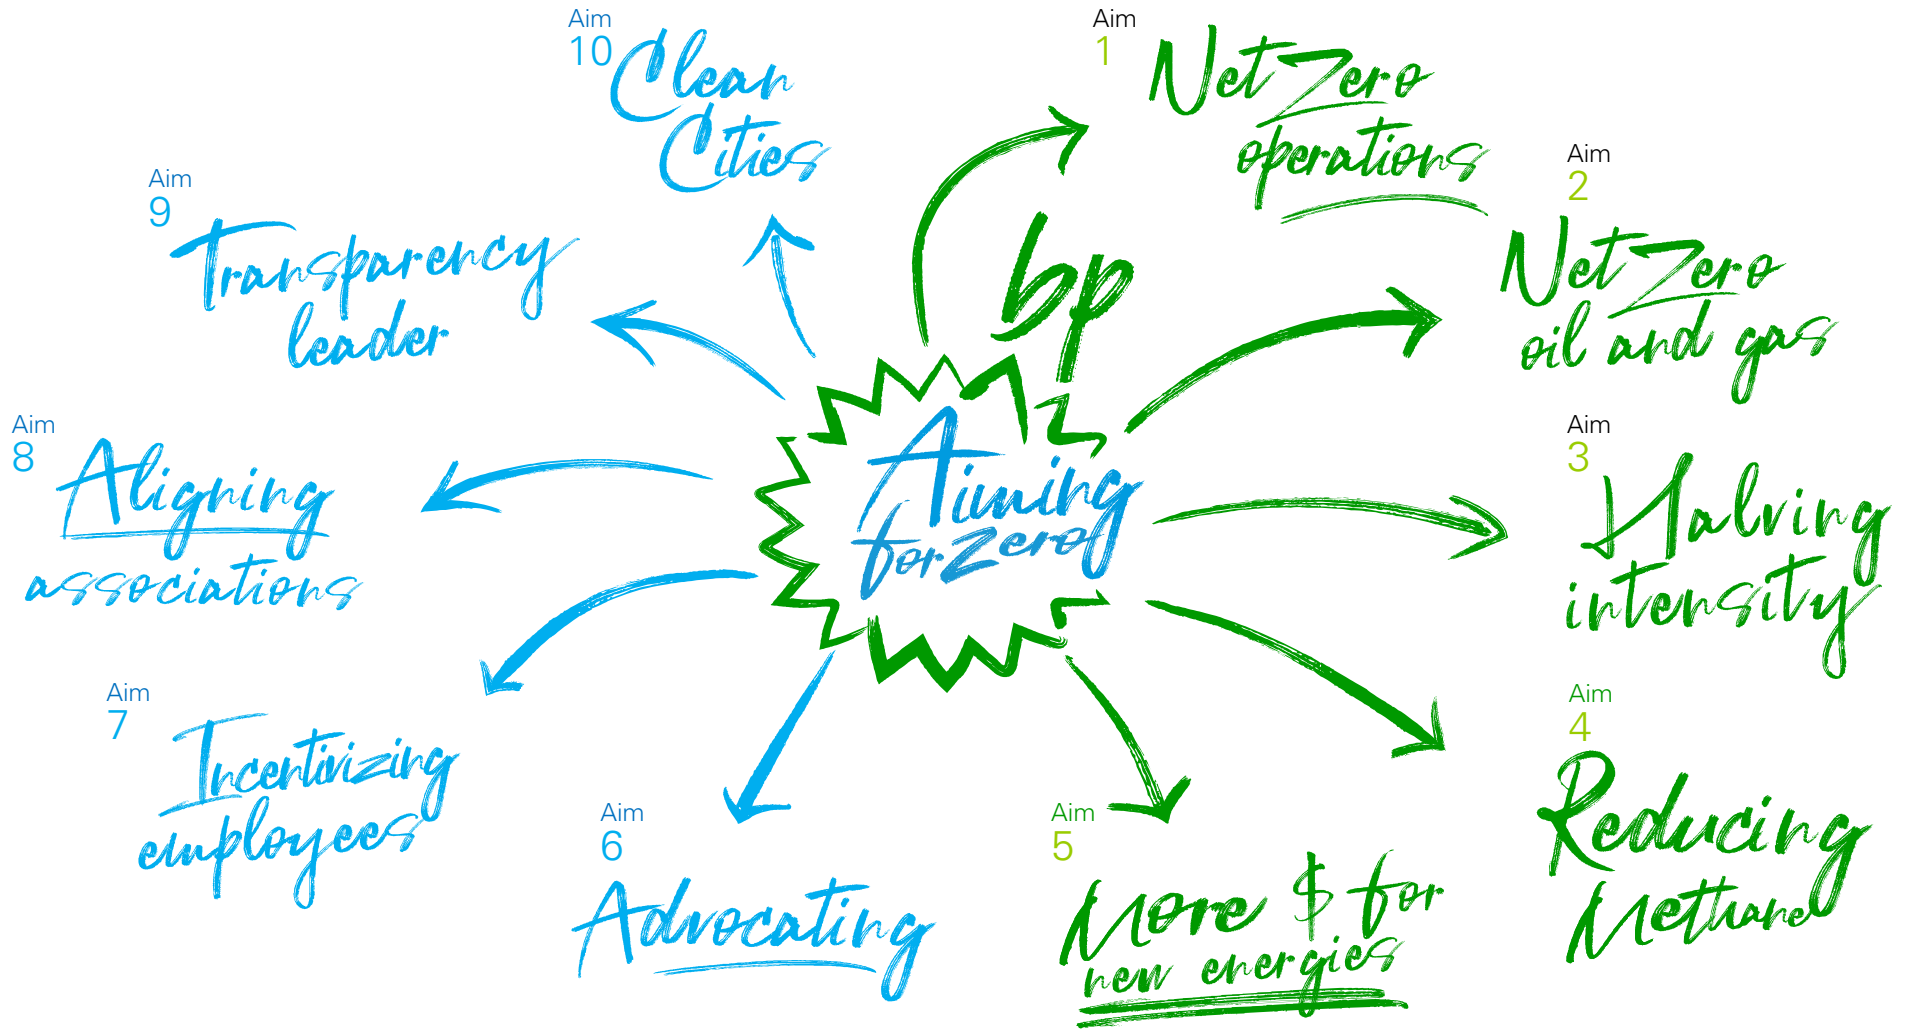 bp
Aiming
for zero
Aim
1
Net Zero
operations
Aim
2
Net Zero
oil and gas
Aim
3
Halving
intensity
Aim
4
Reducing
Methane
Aim
5
More $ for
new energies
Aim
6
Advocating
Aim
7
Incentivizing
employees
Aim
8
Aligning
associations
Aim
9
Transparency
leader
Aim
10
Clean
Cities